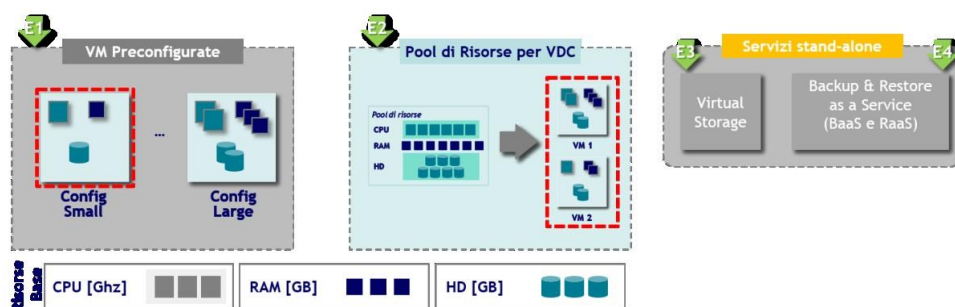 E1
VM Preconfigurate
...
Config
Small
Config
Large
E2
Pool di Risorse per VDC
Pool di risorse
CPU
RAM
HD
VM 1
VM 2
E3
Servizi stand-alone
E4
Virtual
Storage
Backup & Restore
as a Service
(BaaS e RaaS)
Risorse
Base
CPU [Ghz]
RAM [GB]
HD [GB]